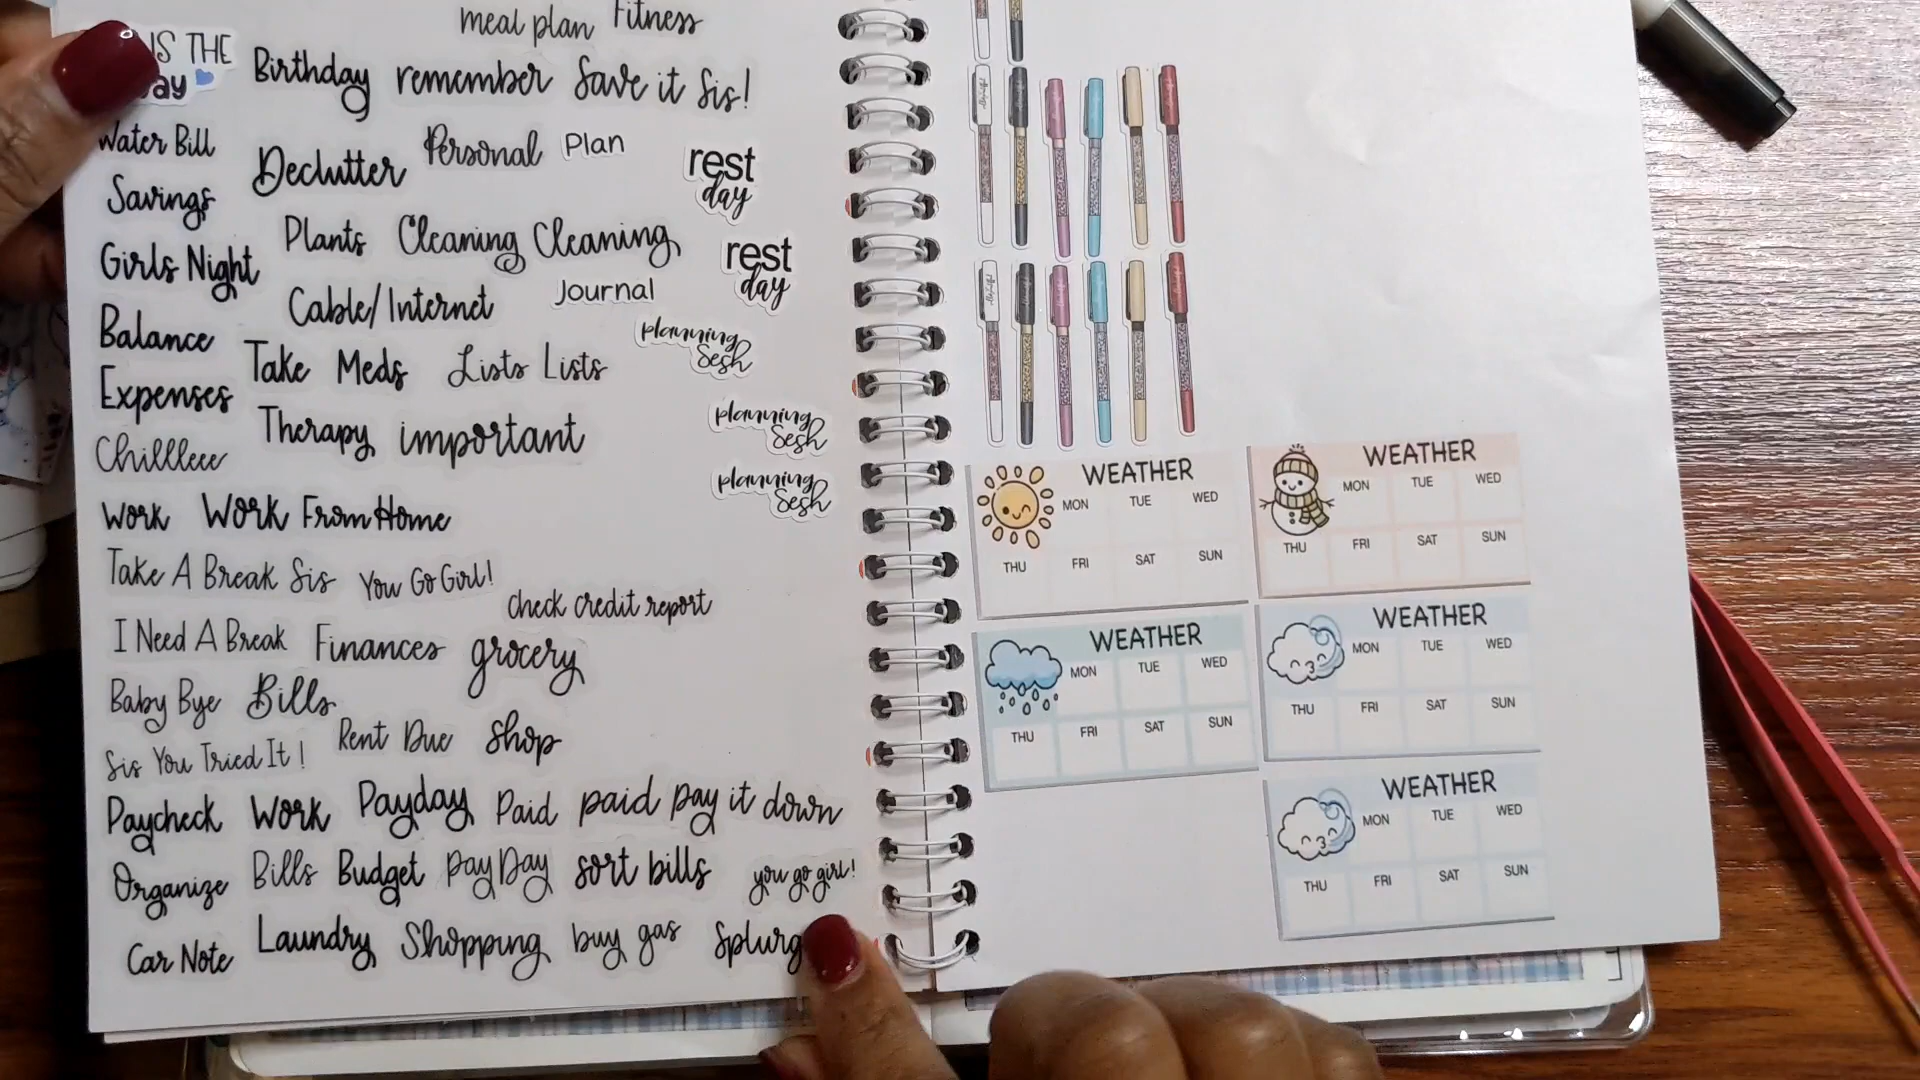 meal plan Fitness
IS THE
Day
Birthday remember Save it Sis!
Water Bill
Declutter Personal Plan
rest
day
Savings
Plants Cleaning Cleaning
rest
day
Girls Night
Cable/Internet Journal
planning
Sesh
Balance
Take Meds Lists Lists
Expenses
Therapy important
planning
Sesh
Chillleee
planning
Sesh
Work Work From Home
Take A Break Sis You Go Girl!
check credit report
I Need A Break Finances grocery
Baby Bye Bills
Sis You Tried It! Rent Due Shop
Paycheck Work Payday Paid paid pay it down
Organize Bills Budget PayDay sort bills you go girl!
Car Note Laundry Shopping buy gas Splurg
WEATHER
MON TUE WED
THU FRI SAT SUN
WEATHER
MON TUE WED
THU FRI SAT SUN
WEATHER
MON TUE WED
THU FRI SAT SUN
WEATHER
MON TUE WED
THU FRI SAT SUN
WEATHER
MON TUE WED
THU FRI SAT SUN